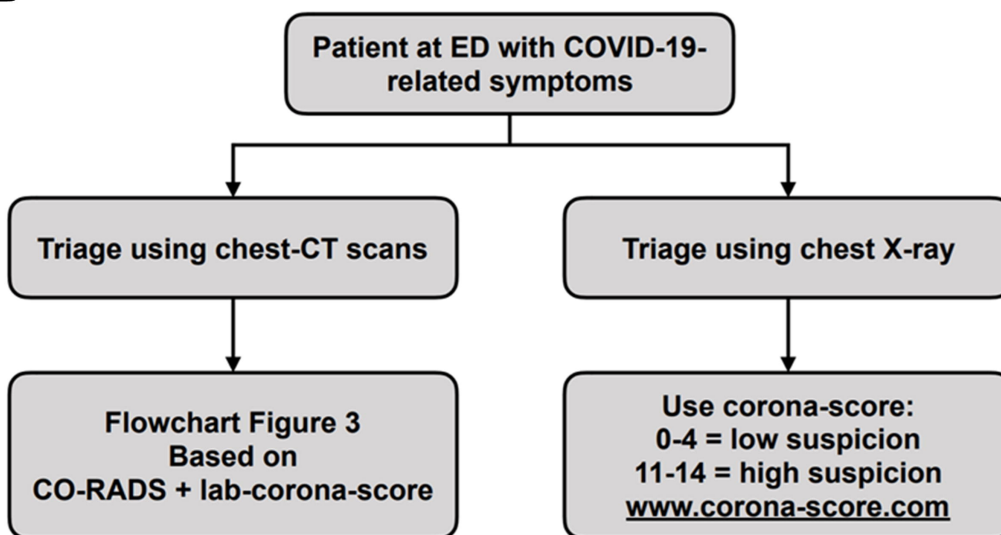 Patient at ED with COVID-19-
related symptoms
Triage using chest-CT scans
Triage using chest X-ray
Flowchart Figure 3
Based on
CO-RADS + lab-corona-score
Use corona-score:
0-4 = low suspicion
11-14 = high suspicion
www.corona-score.com